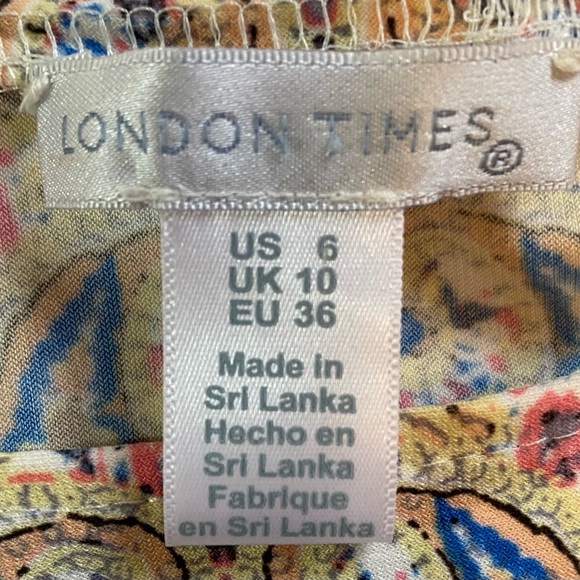 LONDON TIMES®
US 6
UK 10
EU 36
Made in
Sri Lanka
Hecho en
Sri Lanka
Fabrique
en Sri Lanka